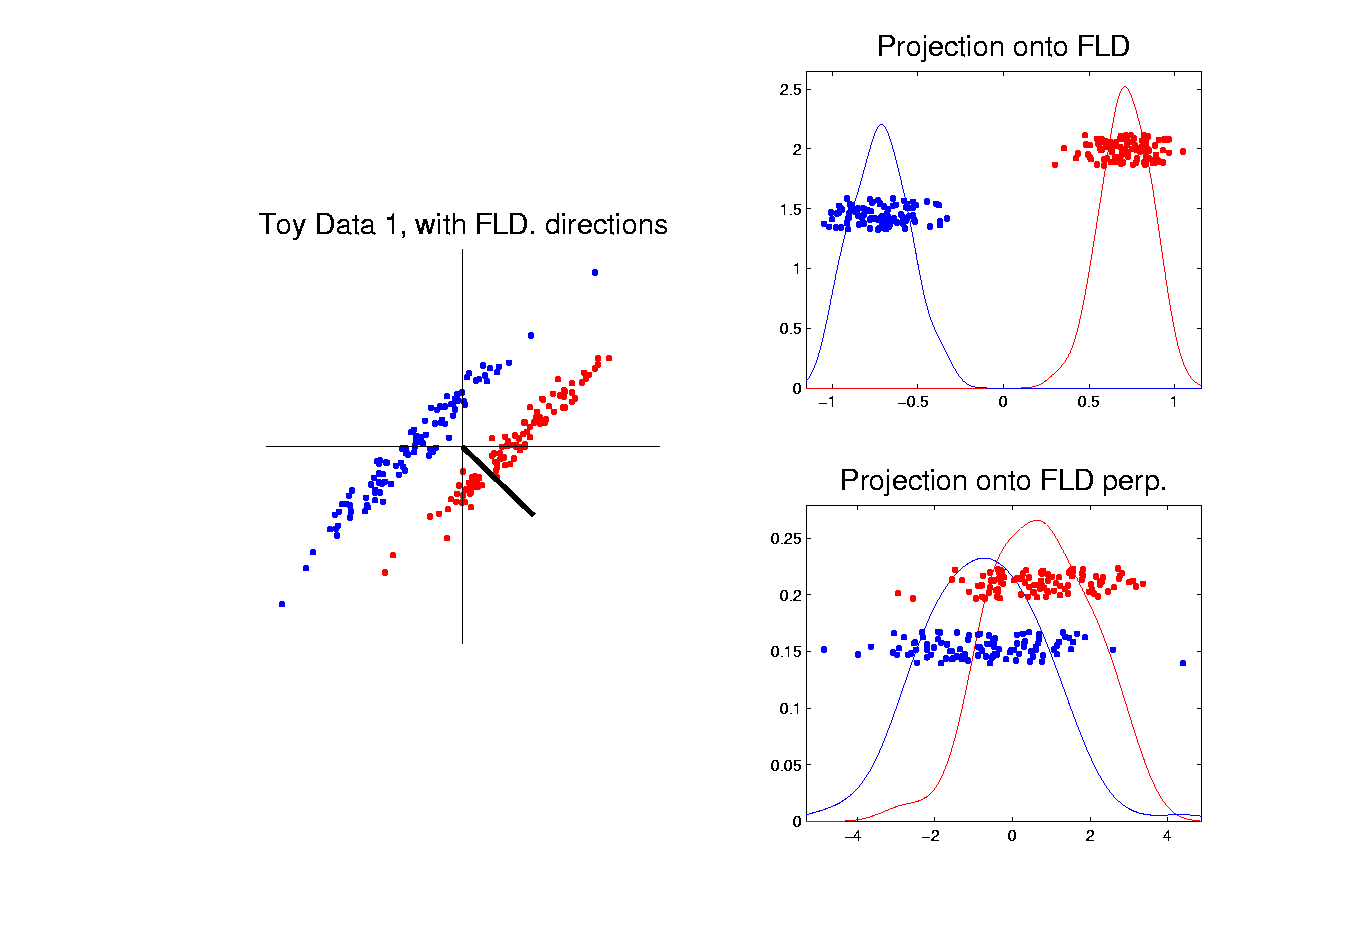 Toy Data 1, with FLD. directions
Projection onto FLD
2.5
2
1.5
1
0.5
0
−1 −0.5 0 0.5 1
Projection onto FLD perp.
0.25
0.2
0.15
0.1
0.05
0
−4 −2 0 2 4